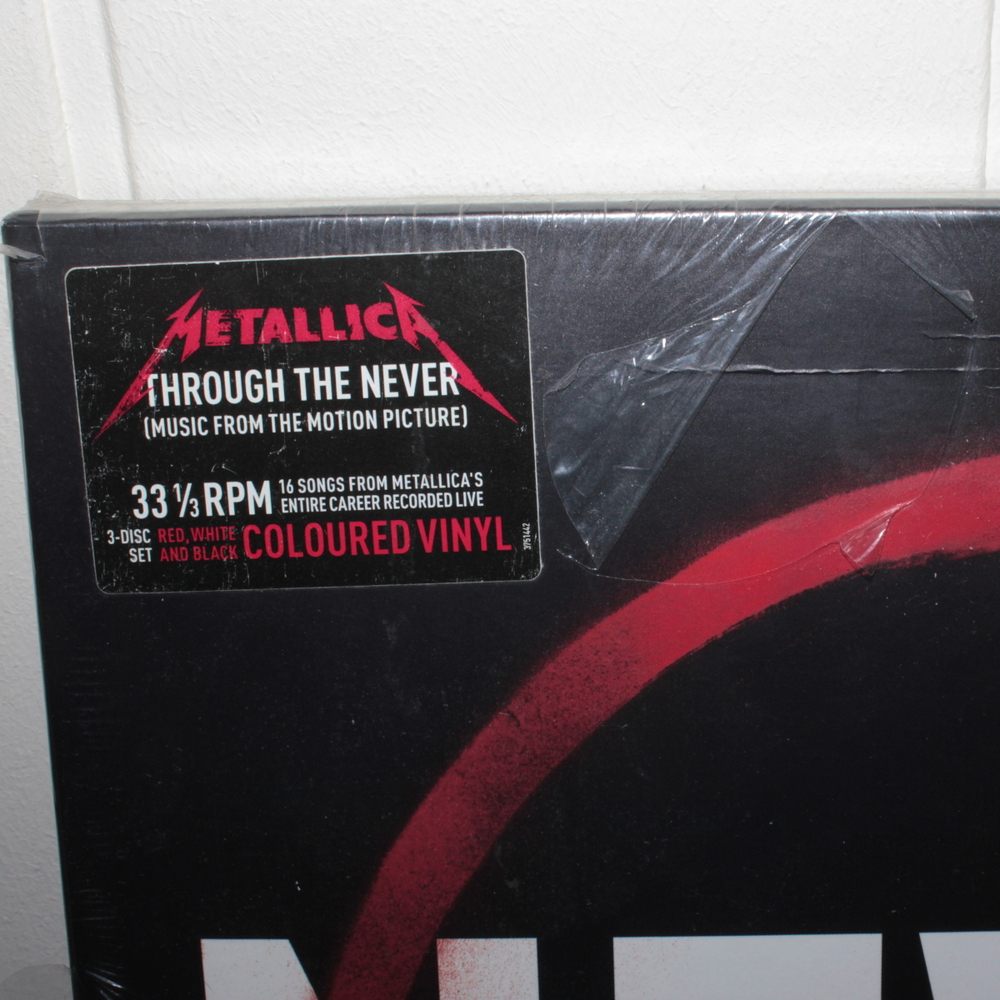 METALLICA
THROUGH THE NEVER
(MUSIC FROM THE MOTION PICTURE)
33 ⅓ RPM 16 SONGS FROM METALLICA'S
ENTIRE CAREER RECORDED LIVE
3-DISC SET RED, WHITE AND BLACK COLOURED VINYL
3751442